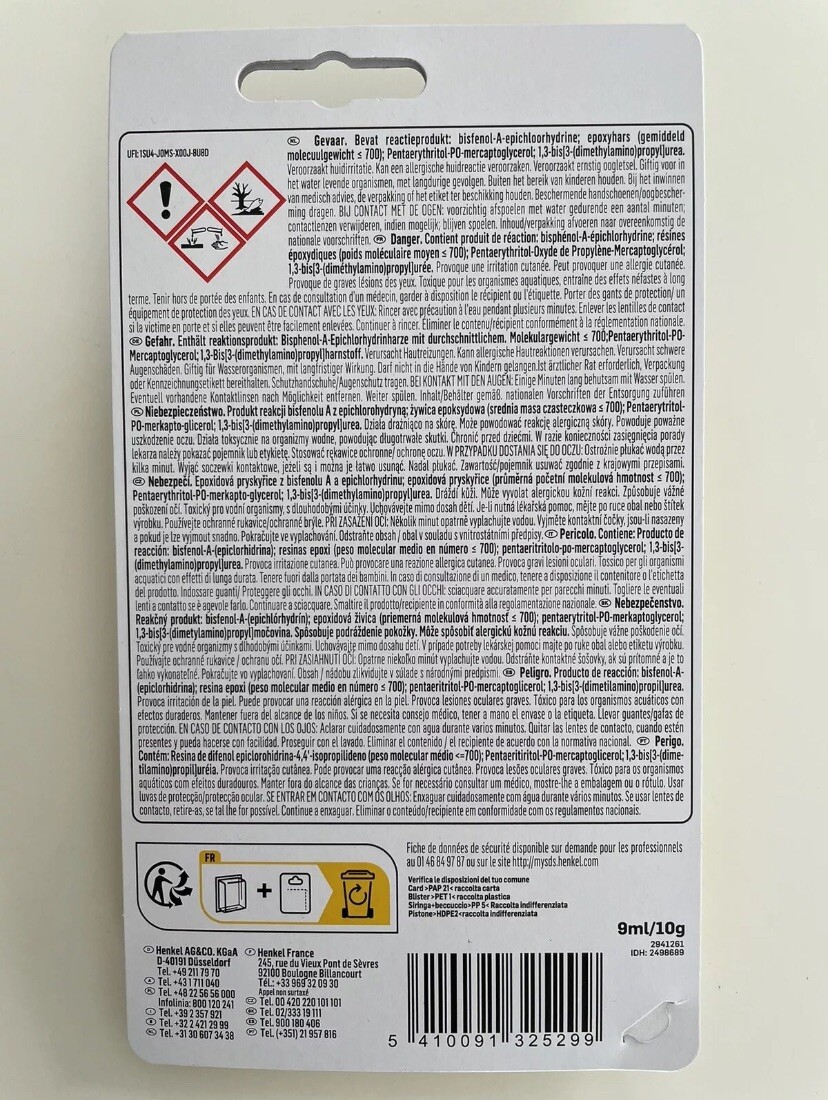 UFI: 1SU4-J0MS-X00J-8U8D
NL Gevaar. Bevat reactieproduct: bisfenol-A-epichloorhydrine; epoxyhars (gemiddeld
molecuulgewicht ≤ 700); Pentaerythritol-PO-mercaptoglycerol; 1,3-bis[3-(dimethylamino)propyl]urea.
Veroorzaakt huidirritatie. Kan een allergische huidreactie veroorzaken. Veroorzaakt ernstig oogletsel. Giftig voor in
het water levende organismen, met langdurige gevolgen. Buiten het bereik van kinderen houden. Bij het inwinnen
van medisch advies, de verpakking of het etiket ter beschikking houden. Beschermende handschoenen/oogbescher-
ming dragen. BIJ CONTACT MET DE OGEN: voorzichtig afspoelen met water gedurende een aantal minuten;
contactlenzen verwijderen, indien mogelijk; blijven spoelen. Inhoud/verpakking afvoeren naar overeenkomstig de
nationale voorschriften. FR Danger. Contient produit de réaction: bisphénol-A-épichlorhydrine; résines
époxydiques (poids moléculaire moyen ≤ 700); Pentaerythritol-Oxyde de Propylène-Mercaptoglycérol;
1,3-bis[3-(diméthylamino)propyl]urée. Provoque une irritation cutanée. Peut provoquer une allergie cutanée.
Provoque de graves lésions des yeux. Toxique pour les organismes aquatiques, entraîne des effets néfastes à long
terme. Tenir hors de portée des enfants. En cas de consultation d'un médecin, garder à disposition le récipient ou l'étiquette. Porter des gants de protection/ un
équipement de protection des yeux. EN CAS DE CONTACT AVEC LES YEUX: Rincer avec précaution à l'eau pendant plusieurs minutes. Enlever les lentilles de contact
si la victime en porte et si elles peuvent être facilement enlevées. Continuer à rincer. Éliminer le contenu/récipient conformément à la réglementation nationale.
DE Gefahr. Enthält reaktionsprodukt: Bisphenol-A-Epichlorhydrinharze mit durchschnittlichem. Molekulargewicht ≤ 700;Pentaerythritol-PO-
Mercaptoglycerol; 1,3-Bis[3-(dimethylamino)propyl]harnstoff. Verursacht Hautreizungen. Kann allergische Hautreaktionen verursachen. Verursacht schwere
Augenschäden. Giftig für Wasserorganismen, mit langfristiger Wirkung. Darf nicht in die Hände von Kindern gelangen.Ist ärztlicher Rat erforderlich, Verpackung
oder Kennzeichnungsetikett bereithalten. Schutzhandschuhe/Augenschutz tragen. BEI KONTAKT MIT DEN AUGEN: Einige Minuten lang behutsam mit Wasser spülen.
Eventuell vorhandene Kontaktlinsen nach Möglichkeit entfernen. Weiter spülen. Inhalt/Behälter gemäß. nationalen Vorschriften der Entsorgung zuführen
PL Niebezpieczeństwo. Produkt reakcji bisfenolu A z epichlorohydryną; żywica epoksydowa (srednia masa czasteczkowa ≤ 700); Pentaerytritol-
PO-merkapto-glicerol; 1,3-bis[3-(dimethylamino)propyl]urea. Działa drażniąco na skórę. Może powodować reakcję alergiczną skóry. Powoduje poważne
uszkodzenie oczu. Działa toksycznie na organizmy wodne, powodując długotrwałe skutki. Chronić przed dziećmi. W razie konieczności zasięgnięcia porady
lekarza należy pokazać pojemnik lub etykietę. Stosować rękawice ochronne/ochronę oczu. W PRZYPADKU DOSTANIA SIĘ DO OCZU: Ostrożnie płukać wodą przez
kilka minut. Wyjąć soczewki kontaktowe, jeżeli są i można je łatwo usunąć. Nadal płukać. Zawartość/pojemnik usuwać zgodnie z krajowymi przepisami.
CZ Nebezpečí. Epoxidová pryskyřice z bisfenolu A a epichlorhydrinu; epoxidová pryskyřice (průměrná početní molekulová hmotnost ≤ 700);
Pentaerythritol-PO-merkapto-glycerol; 1,3-bis[3-(dimethylamino)propyl]urea. Dráždí kůži. Může vyvolat alergickou kožní reakci. Způsobuje vážné
poškození očí. Toxický pro vodní organismy, s dlouhodobými účinky. Uchovávejte mimo dosah dětí. Je-li nutná lékařská pomoc, mějte po ruce obal nebo štítek
výrobku. Používejte ochranné rukavice/ochranné brýle. PŘI ZASAŽENÍ OČÍ: Několik minut opatrně vyplachujte vodou. Vyjměte kontaktní čočky, jsou-li nasazeny
a pokud je lze vyjmout snadno. Pokračujte ve vyplachování. Odstraňte obsah / obal v souladu s vnitrostátními předpisy. IT Pericolo. Contiene: Producto de
reacción: bisfenol-A-(epiclorhidrina); resinas epoxi (peso molecular medio en número ≤ 700); pentaeritritolo-po-mercaptoglycerol; 1,3-bis[3-
(dimethylamino)propyl]urea. Provoca irritazione cutanea. Può provocare una reazione allergica cutanea. Provoca gravi lesioni oculari. Tossico per gli organismi
acquatici con effetti di lunga durata. Tenere fuori dalla portata dei bambini. In caso di consultazione di un medico, tenere a disposizione il contenitore o l'etichetta
del prodotto. Indossare guanti/ Proteggere gli occhi. IN CASO DI CONTATTO CON GLI OCCHI: sciacquare accuratamente per parecchi minuti. Togliere le eventuali
lenti a contatto se è agevole farlo. Continuare a sciacquare. Smaltire il prodotto/recipiente in conformità alla regolamentazione nazionale. SK Nebezpečenstvo.
Reakčný produkt: bisfenol-A-(epichlórhydrín); epoxidová živica (priemerná molekulová hmotnosť ≤ 700); pentaerytritol-PO-merkaptoglycerol;
1,3-bis[3-(dimetylamino)propyl]močovina. Spôsobuje podráždenie pokožky. Môže spôsobiť alergickú kožnú reakciu. Spôsobuje vážne poškodenie očí.
Toxický pre vodné organizmy s dlhodobými účinkami. Uchovávajte mimo dosahu detí. V prípade potreby lekárskej pomoci majte po ruke obal alebo etiketu výrobku.
Používajte ochranné rukavice / ochranu očí. PRI ZASIAHNUTÍ OČÍ: Opatrne niekoľko minút vyplachujte vodou. Odstráňte kontaktné šošovky, ak sú prítomné a je to
ľahko vykonateľné. Pokračujte vo vyplachovaní. Obsah / nádobu zlikvidujte v súlade s národnými predpismi. ES Peligro. Producto de reacción: bisfenol-A-
(epiclorhidrina); resina epoxi (peso molecular medio en número ≤ 700); pentaeritritol-PO-mercaptoglicerol; 1,3-bis[3-(dimetilamino)propil]urea.
Provoca irritación de la piel. Puede provocar una reacción alérgica en la piel. Provoca lesiones oculares graves. Tóxico para los organismos acuáticos con
efectos duraderos. Mantener fuera del alcance de los niños. Si se necesita consejo médico, tener a mano el envase o la etiqueta. Llevar guantes/gafas de
protección. EN CASO DE CONTACTO CON LOS OJOS: Aclarar cuidadosamente con agua durante varios minutos. Quitar las lentes de contacto, cuando estén
presentes y pueda hacerse con facilidad. Proseguir con el lavado. Eliminar el contenido / el recipiente de acuerdo con la normativa nacional. PT Perigo.
Contém: Resina de difenol epiclorohidrina-4,4'-isopropilideno (peso molecular médio <=700); Pentaeritritol-PO-mercaptoglicerol; 1,3-bis[3-(dime-
tilamino)propil]uréia. Provoca irritação cutânea. Pode provocar uma reacção alérgica cutânea. Provoca lesões oculares graves. Tóxico para os organismos
aquáticos com efeitos duradouros. Manter fora do alcance das crianças. Se for necessário consultar um médico, mostre-lhe a embalagem ou o rótulo. Usar
luvas de protecção/protecção ocular. SE ENTRAR EM CONTACTO COM OS OLHOS: Enxaguar cuidadosamente com água durante vários minutos. Se usar lentes de
contacto, retire-as, se tal lhe for possível. Continue a enxaguar. Eliminar o conteúdo/recipiente em conformidade com os regulamentos nacionais.
FR
+
Fiche de données de sécurité disponible sur demande pour les professionnels
au 01 46 84 97 87 ou sur le site http://mysds.henkel.com
Verifica le disposizioni del tuo comune
Card >PAP 21< raccolta carta
Blister >PET 1< raccolta plastica
Siringa+beccuccio>PP 5< Raccolta indifferenziata
Pistone>HDPE2<raccolta indifferenziata
9ml/10g
2941261
IDH: 2498689
D Henkel AG&CO. KGaA
D-40191 Düsseldorf
Tel. +49 211 79 70
A Tel. +43 1 711 040
PL Tel. +48 22 56 56 000
Infolinia: 800 120 241
I Tel. +39 2 357 921
B Tel. +32 2 421 29 99
NL Tel. +31 30 607 34 38
F Henkel France
245, rue du Vieux Pont de Sèvres
92100 Boulogne Billancourt
Tél.: +33 969 32 09 30
Appel non surtaxé
CZ Tel. 00 420 220 101 101
SK Tel. 02/333 19 111
ES Tel. 900 180 406
PT Tel. (+351) 21 957 816
5 410091 325299